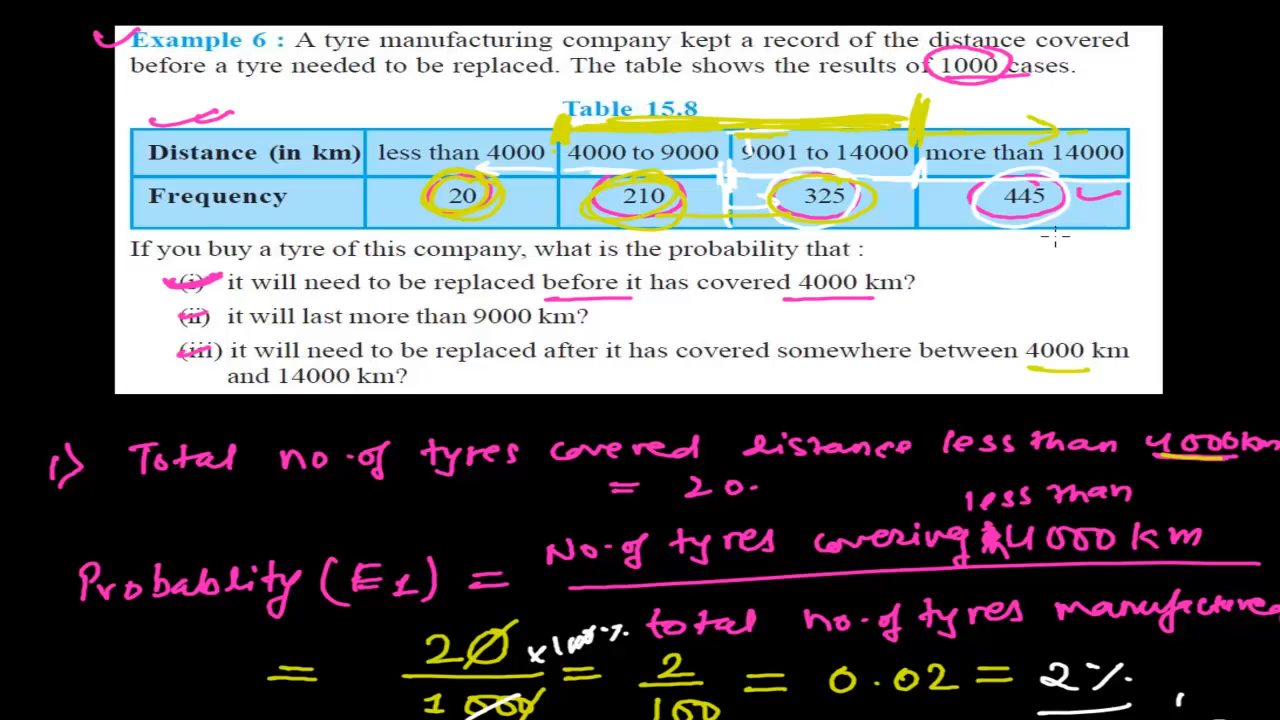 Example 6 : A tyre manufacturing company kept a record of the distance covered
before a tyre needed to be replaced. The table shows the results of 1000 cases.
Table 15.8
Distance (in km) less than 4000 4000 to 9000 9001 to 14000 more than 14000
Frequency 20 210 325 445
If you buy a tyre of this company, what is the probability that :
(i) it will need to be replaced before it has covered 4000 km?
(ii) it will last more than 9000 km?
(iii) it will need to be replaced after it has covered somewhere between 4000 km
and 14000 km?
1) Total no. of tyres covered distance less than 4000km
= 20.
less than
No. of tyres covering 4000 km
Probablity (E1) =
total no. of tyres manufacture
= 20/1000 x 100% = 2/100 = 0.02 = 2%